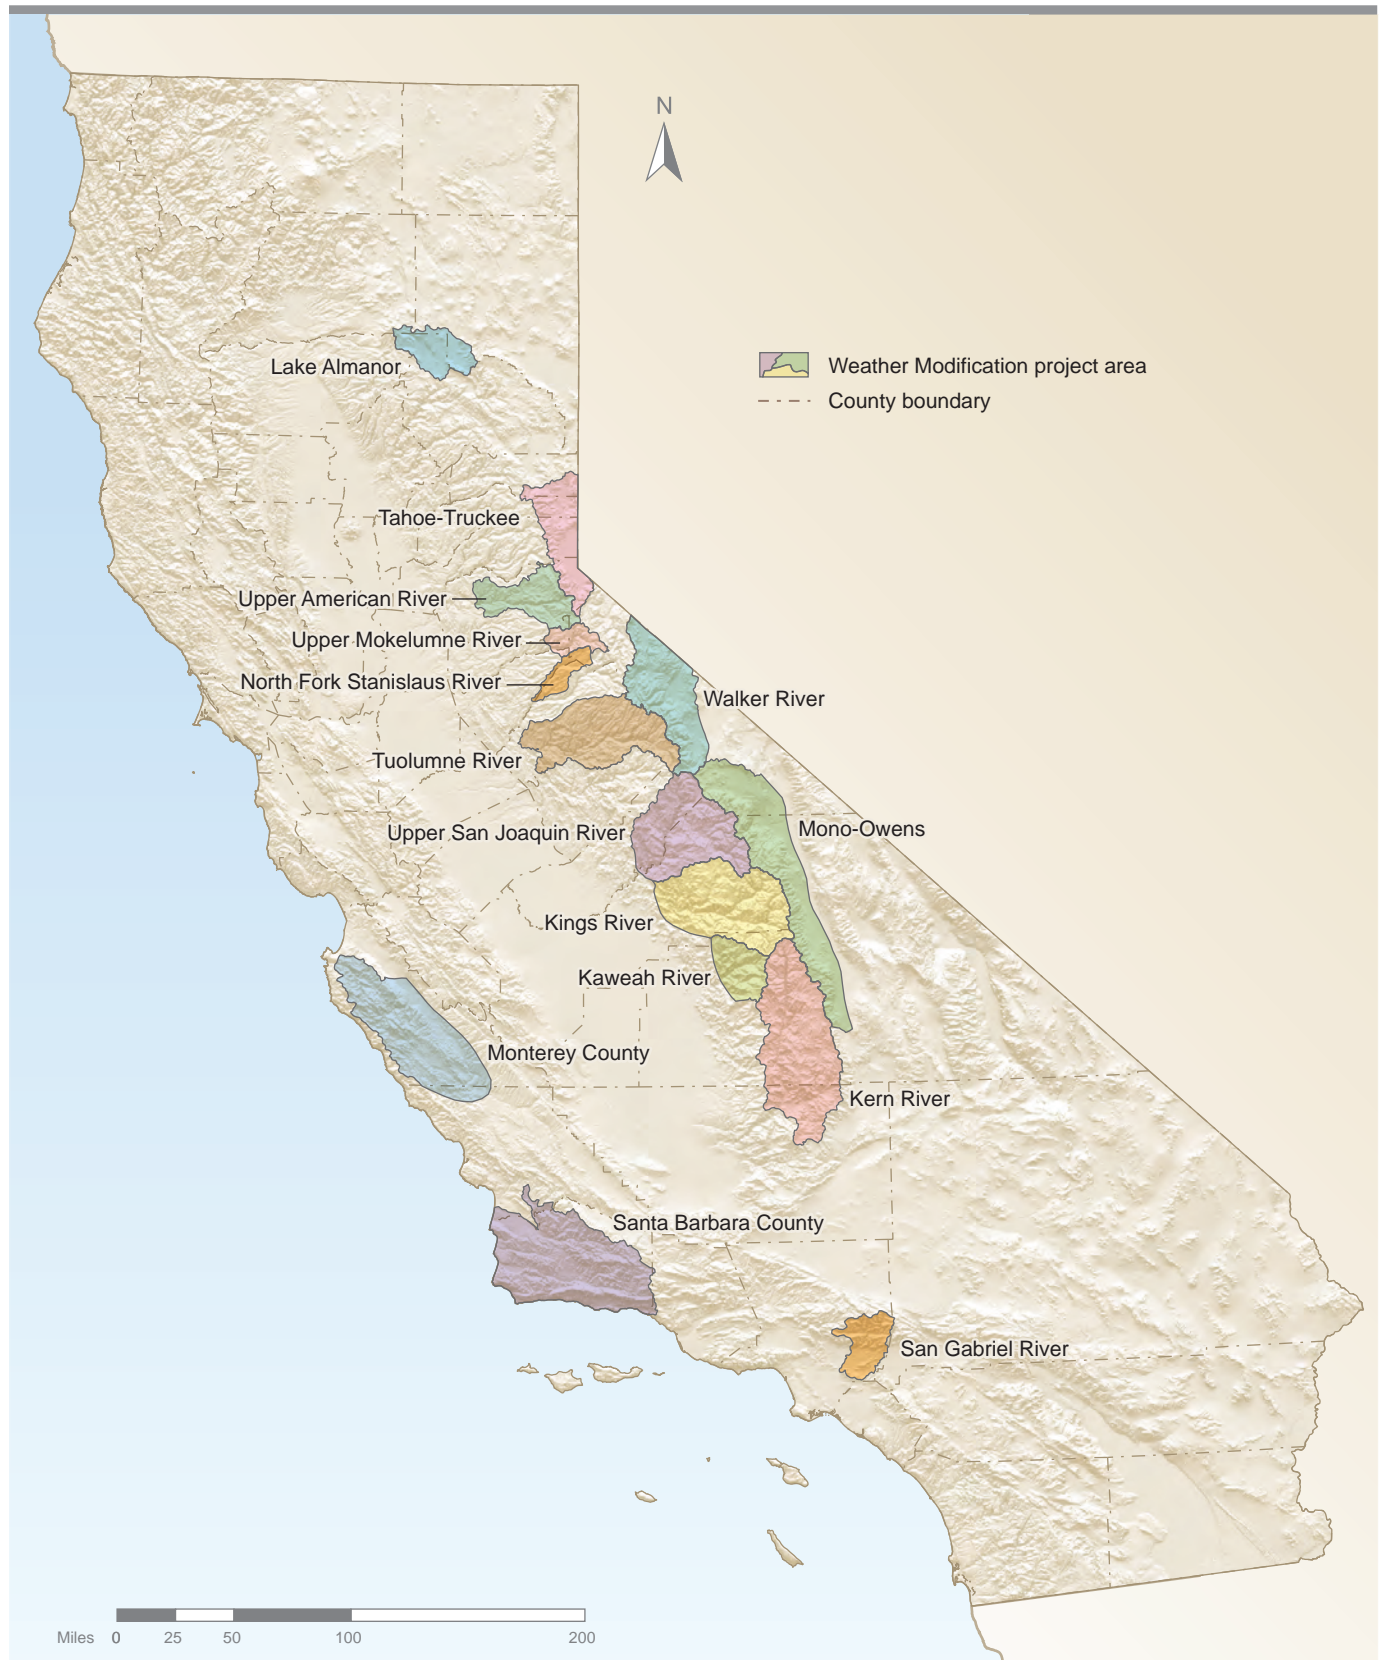 N
Lake Almanor
Weather Modification project area
County boundary
Tahoe-Truckee
Upper American River
Upper Mokelumne River
North Fork Stanislaus River
Walker River
Tuolumne River
Upper San Joaquin River
Mono-Owens
Kings River
Kaweah River
Monterey County
Kern River
Santa Barbara County
San Gabriel River
Miles 0 25 50 100 200